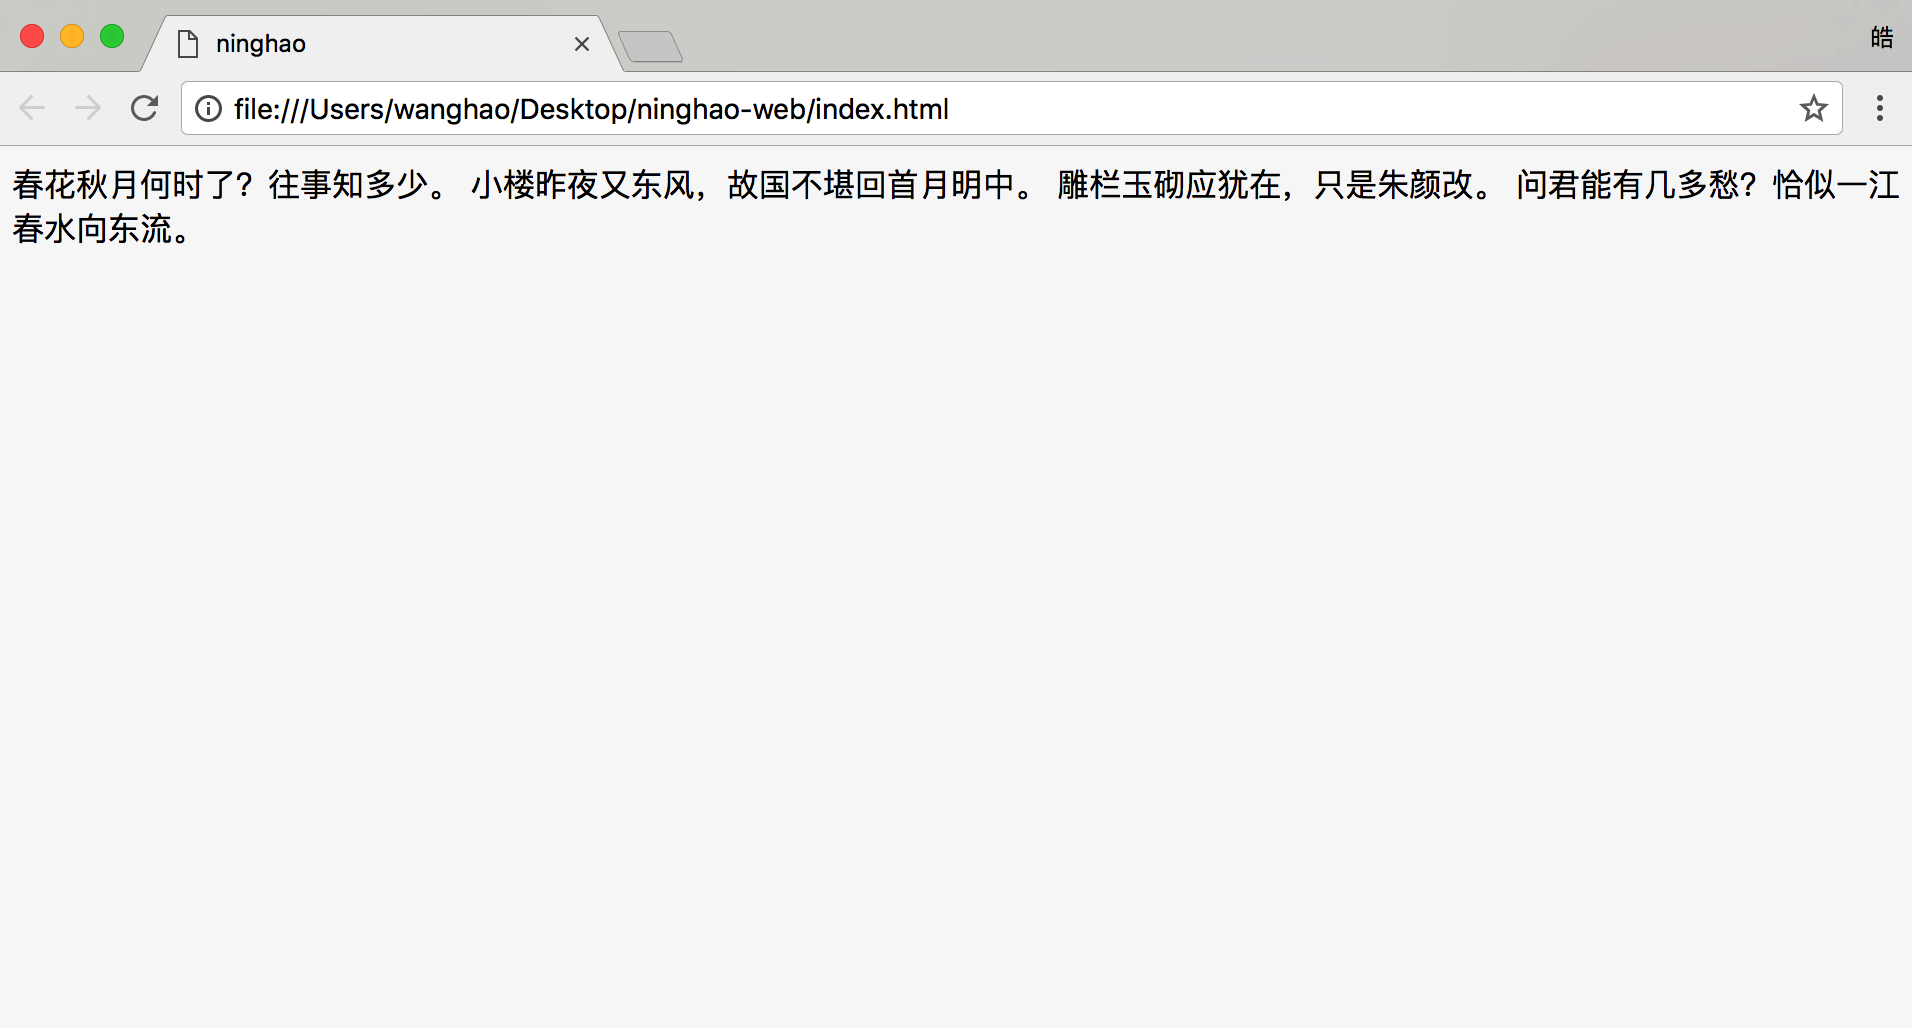 ninghao
皓
file:///Users/wanghao/Desktop/ninghao-web/index.html
春花秋月何时了？往事知多少。 小楼昨夜又东风，故国不堪回首月明中。 雕栏玉砌应犹在，只是朱颜改。 问君能有几多愁？恰似一江
春水向东流。